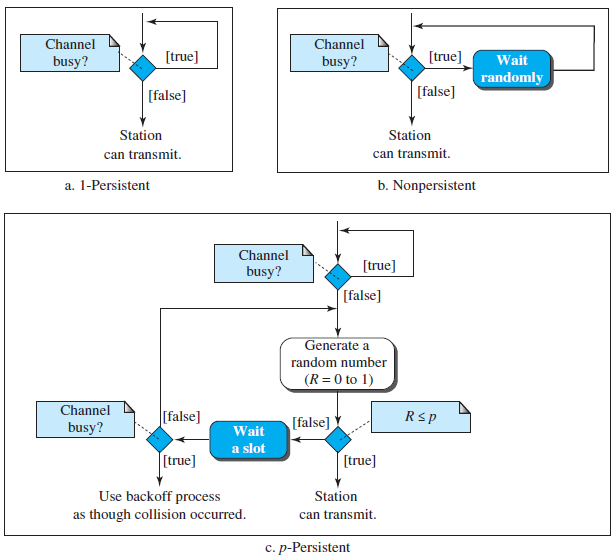 Channel
busy?
[true]
[false]
Station
can transmit.
a. 1-Persistent
Channel
busy?
[true]
Wait
randomly
[false]
Station
can transmit.
b. Nonpersistent
Channel
busy?
[true]
[false]
Generate a
random number
(R = 0 to 1)
Channel
busy?
[false]
Wait
a slot
[false]
R ≤ p
[true]
[true]
Use backoff process
as though collision occurred.
Station
can transmit.
c. p-Persistent